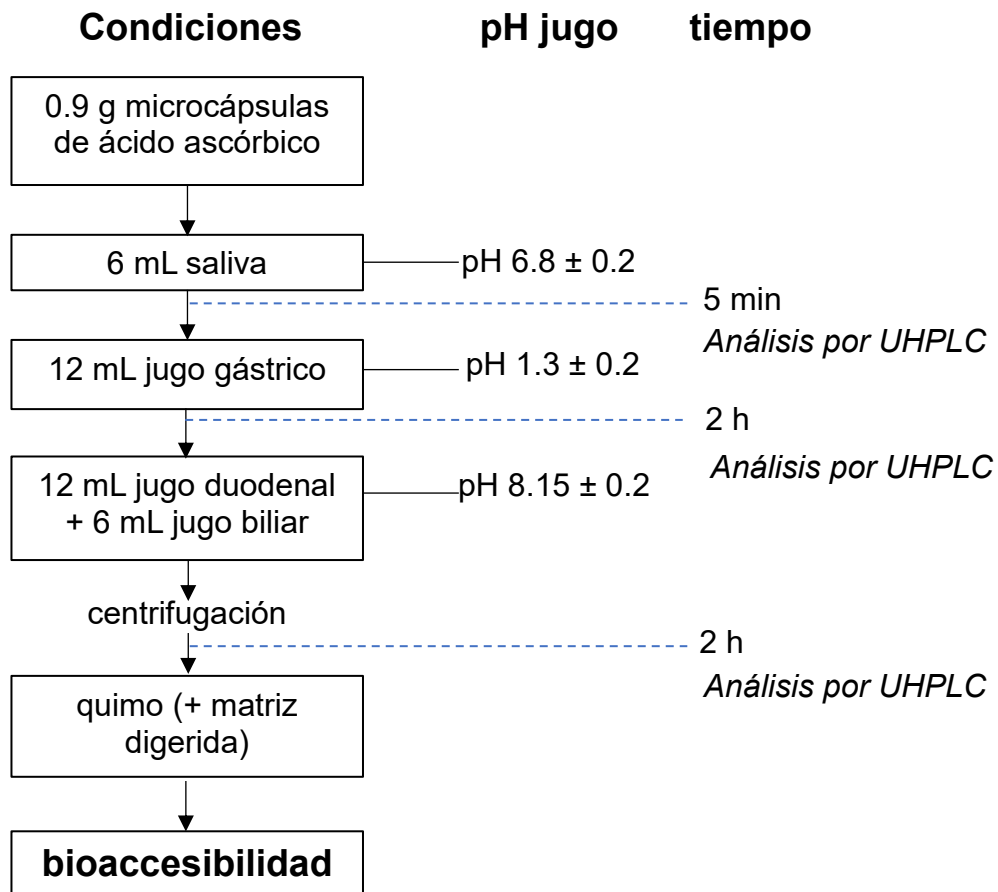 Condiciones pH jugo tiempo
0.9 g microcápsulas
de ácido ascórbico
6 mL saliva
pH 6.8 ± 0.2
5 min
Análisis por UHPLC
12 mL jugo gástrico
pH 1.3 ± 0.2
2 h
Análisis por UHPLC
12 mL jugo duodenal
+ 6 mL jugo biliar
pH 8.15 ± 0.2
centrifugación
2 h
Análisis por UHPLC
quimo (+ matriz
digerida)
bioaccesibilidad